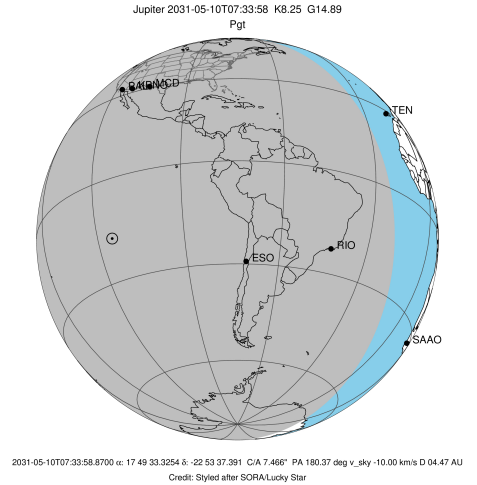 Jupiter 2031-05-10T07:33:58 K8.25 G14.89
Pgt
MCD
TEN
RIO
ESO
SAAO
2031-05-10T07:33:58.8700 α: 17 49 33.3254 δ: -22 53 37.391 C/A 7.466" PA 180.37 deg v_sky -10.00 km/s D 04.47 AU
Credit: Styled after SORA/Lucky Star